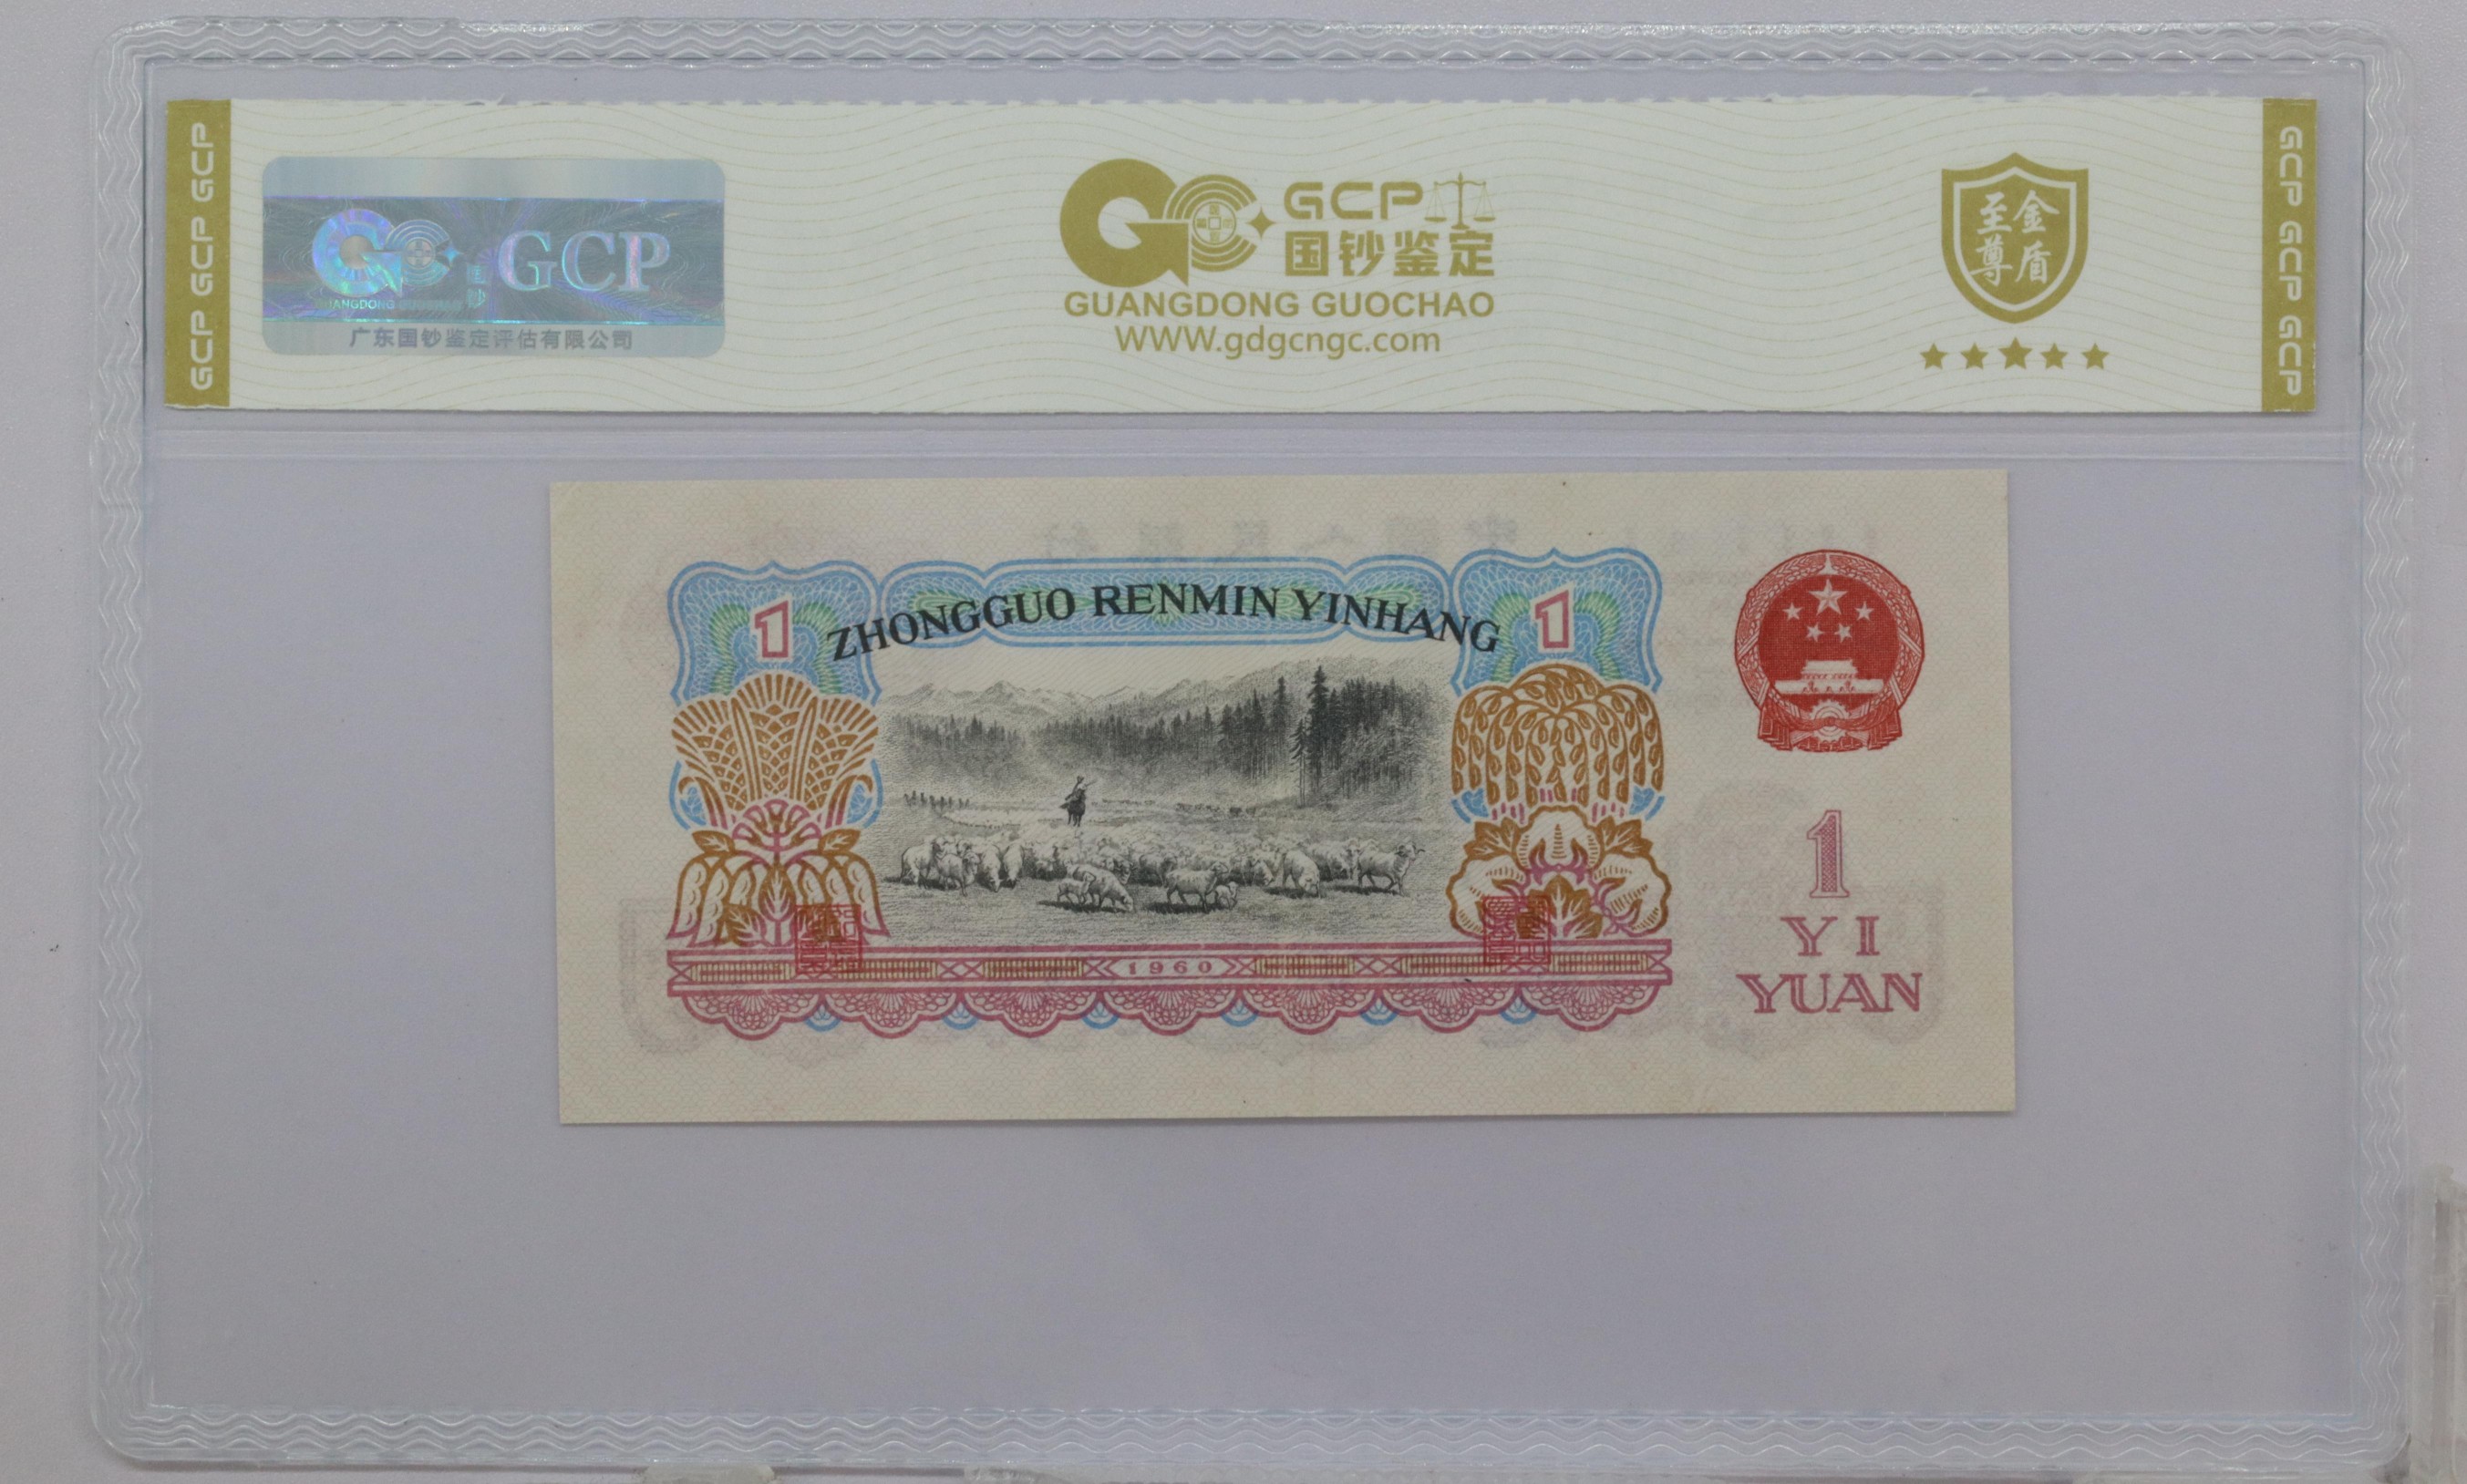 GCP GCP GCP
GCP
GUANGDONG GUOCHAO
国钞
广东国钞鉴定评估有限公司
GCP
国钞鉴定
GUANGDONG GUOCHAO
WWW.gdgcngc.com
至尊
金盾
GCP GCP GCP
ZHONGGUO RENMIN YINHANG
1
1
1960
1
YI
YUAN